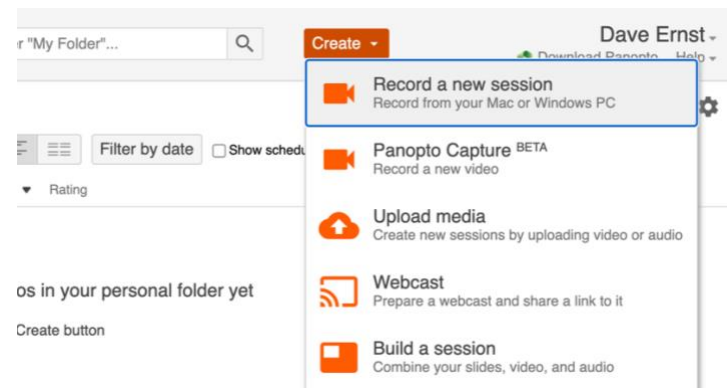 r "My Folder"...
Create
Dave Ernst
Download Panopto Help
Record a new session
Record from your Mac or Windows PC
Filter by date
Show schedu
Panopto Capture BETA
Record a new video
Rating
Upload media
Create new sessions by uploading video or audio
os in your personal folder yet
Webcast
Prepare a webcast and share a link to it
Create button
Build a session
Combine your slides, video, and audio